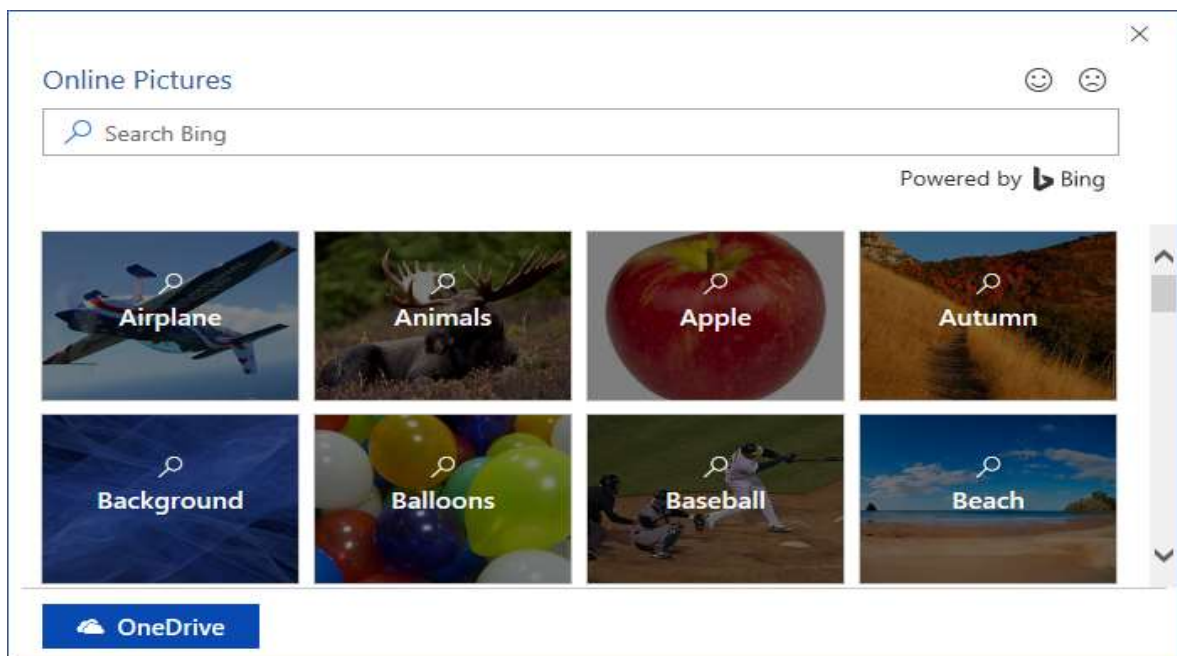 Online Pictures
Search Bing
Powered by Bing
Airplane
Animals
Apple
Autumn
Background
Balloons
Baseball
Beach
OneDrive